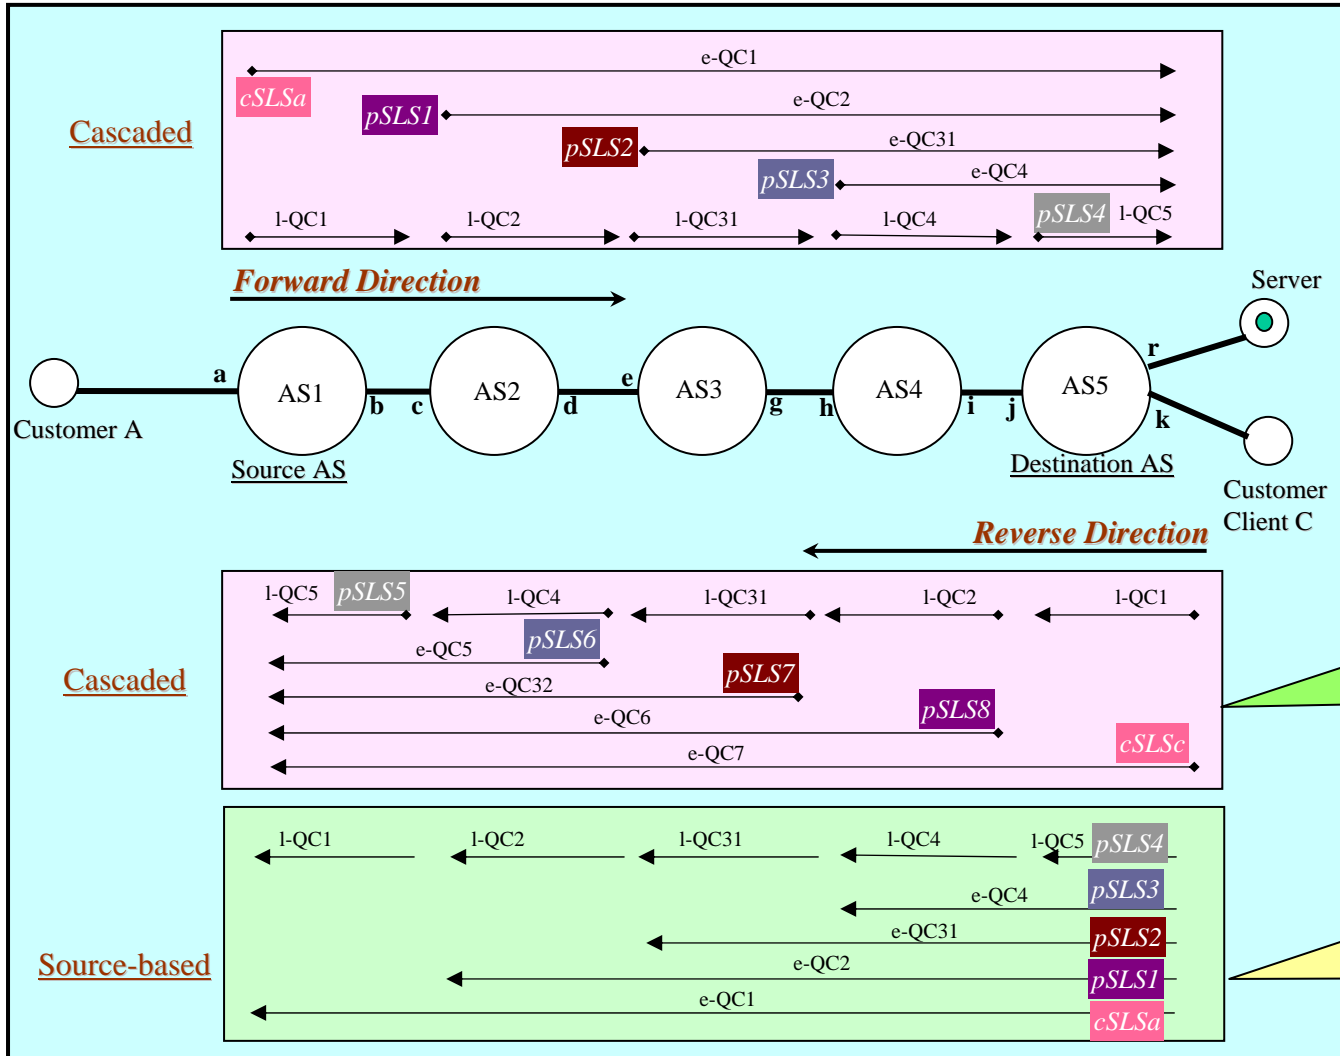 e-QC1
cSLSa
e-QC2
pSLS1
Cascaded
e-QC31
pSLS2
e-QC4
pSLS3
l-QC1
l-QC2
l-QC31
l-QC4
pSLS4
l-QC5
Forward Direction
Server
a
AS1
b
c
AS2
d
e
AS3
g
h
AS4
i
j
AS5
r
k
Customer A
Source AS
Destination AS
Customer
Client C
Reverse Direction
l-QC5
pSLS5
l-QC4
l-QC31
l-QC2
l-QC1
pSLS6
e-QC5
Cascaded
pSLS7
e-QC32
pSLS8
e-QC6
cSLSc
e-QC7
l-QC1
l-QC2
l-QC31
l-QC4
l-QC5
pSLS4
e-QC4
pSLS3
e-QC31
pSLS2
Source-based
e-QC2
pSLS1
e-QC1
cSLSa